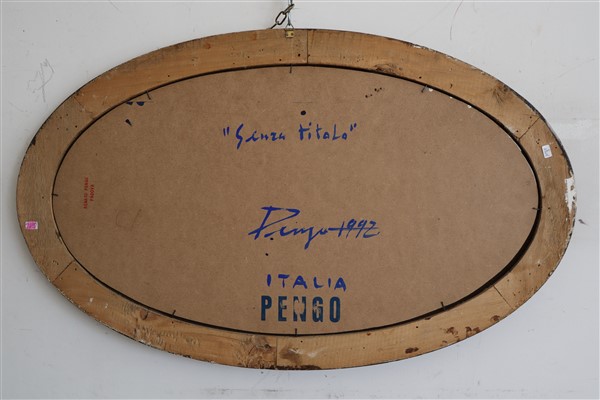 "Senza titolo"
Pengo 1992
ITALIA
PENGO